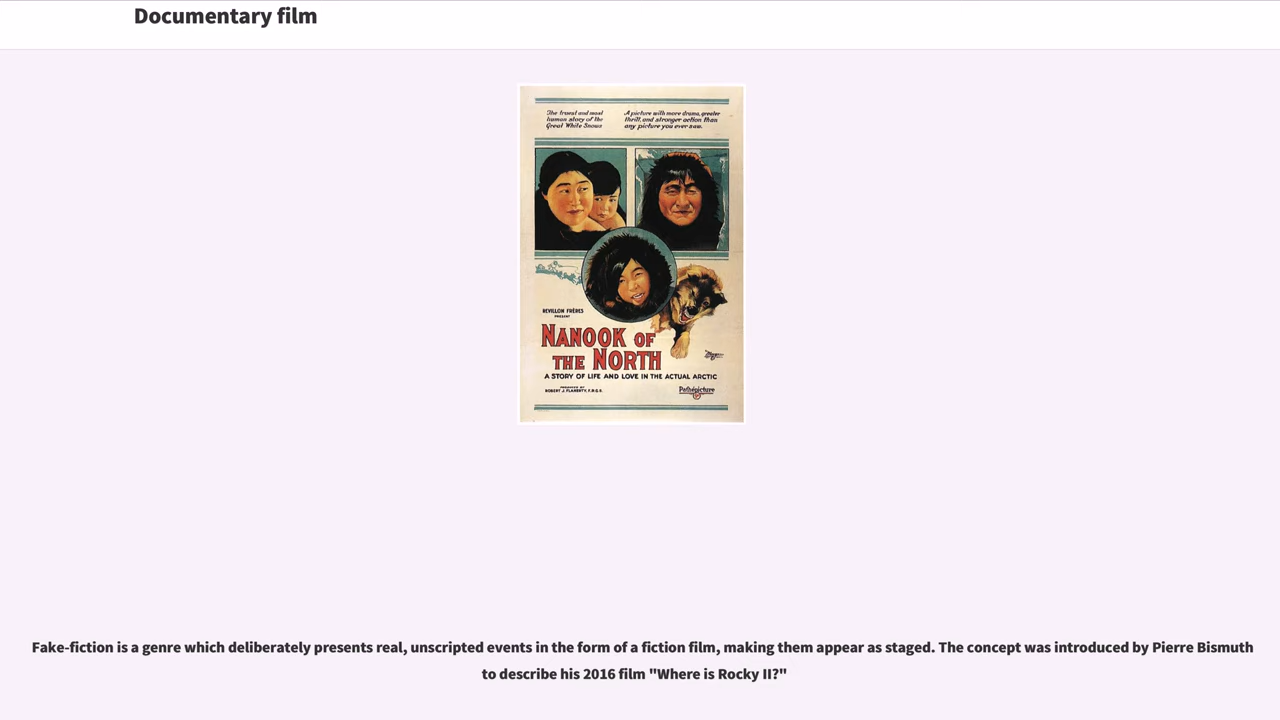 Documentary film
The truest and most
human story of the
Great White Snows
A picture with more drama, greater
thrill, and stronger action than
any picture you ever saw.
REVILLON FRÈRES
PRESENT
NANOOK OF
THE NORTH
A STORY OF LIFE AND LOVE IN THE ACTUAL ARCTIC
PRODUCED BY
ROBERT J. FLAHERTY, F.R.G.S.
Pathépicture
Fake-fiction is a genre which deliberately presents real, unscripted events in the form of a fiction film, making them appear as staged. The concept was introduced by Pierre Bismuth
to describe his 2016 film "Where is Rocky II?"